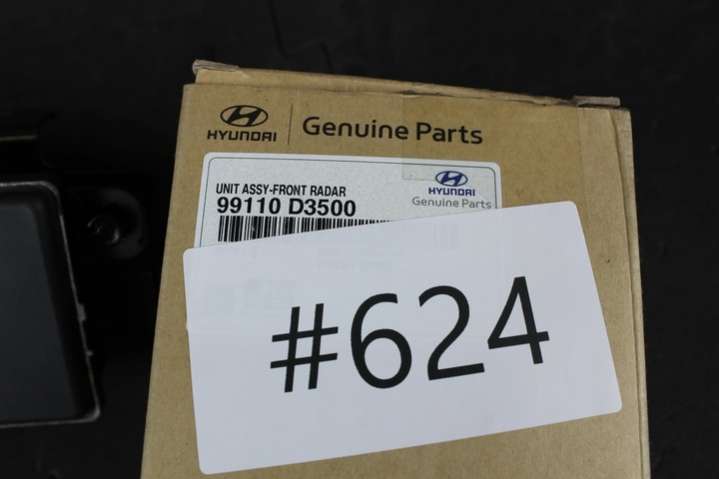 HYUNDAI
Genuine Parts
UNIT ASSY-FRONT RADAR
99110 D3500
HYUNDAI
Genuine Parts
#624